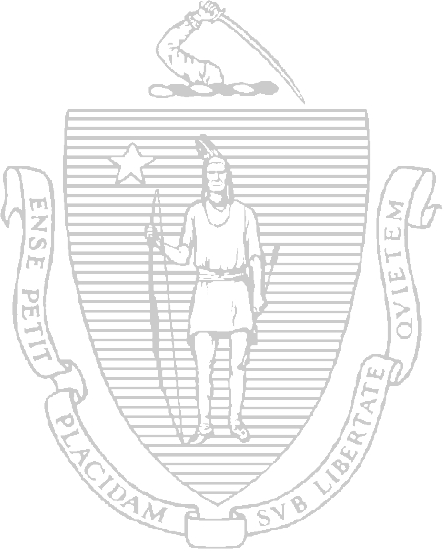 ENSE PETIT
PLACIDAM
SVB LIBERTATE
QVIETEM